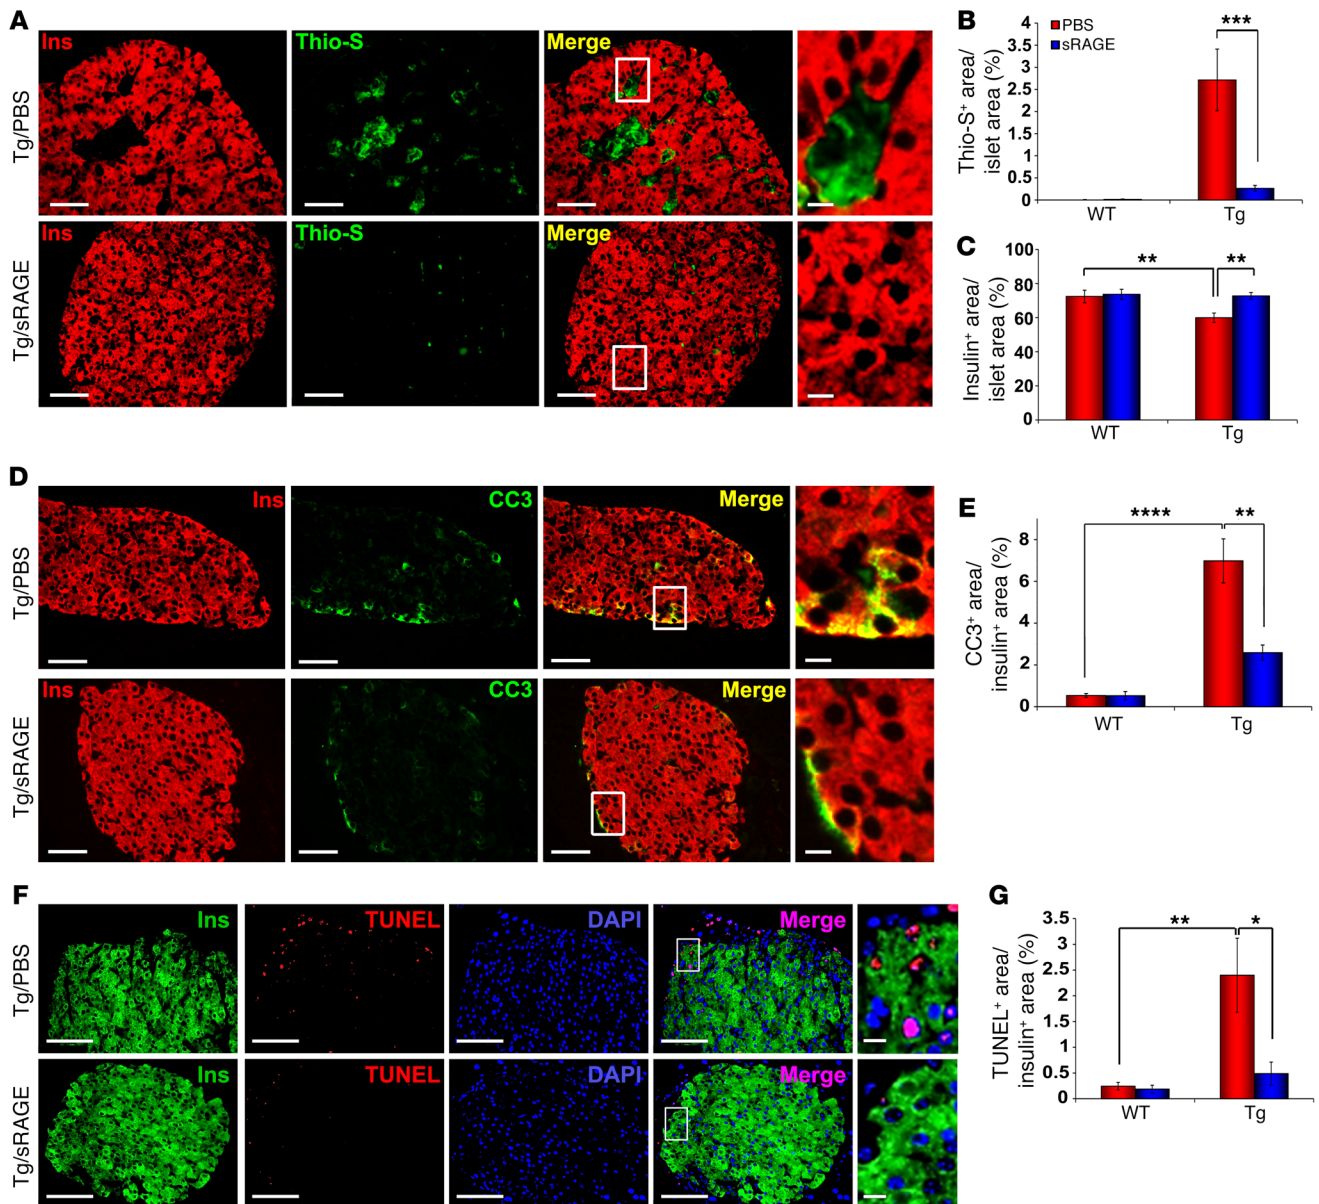 A
Ins
Thio-S
Merge
Tg/PBS
Ins
Thio-S
Merge
Tg/sRAGE
B
Thio-S⁺ area/
islet area (%)
4
3.5
3
2.5
2
1.5
1
0.5
0
PBS
sRAGE
***
WT
Tg
C
Insulin⁺ area/
islet area (%)
100
80
60
40
20
0
**
**
WT
Tg
D
Ins
CC3
Merge
Tg/PBS
Ins
CC3
Merge
Tg/sRAGE
E
CC3⁺ area/
insulin⁺ area (%)
8
6
4
2
0
****
**
WT
Tg
F
Ins
TUNEL
DAPI
Merge
Tg/PBS
Ins
TUNEL
DAPI
Merge
Tg/sRAGE
G
TUNEL⁺ area/
insulin⁺ area (%)
3.5
3
2.5
2
1.5
1
0.5
0
**
*
WT
Tg